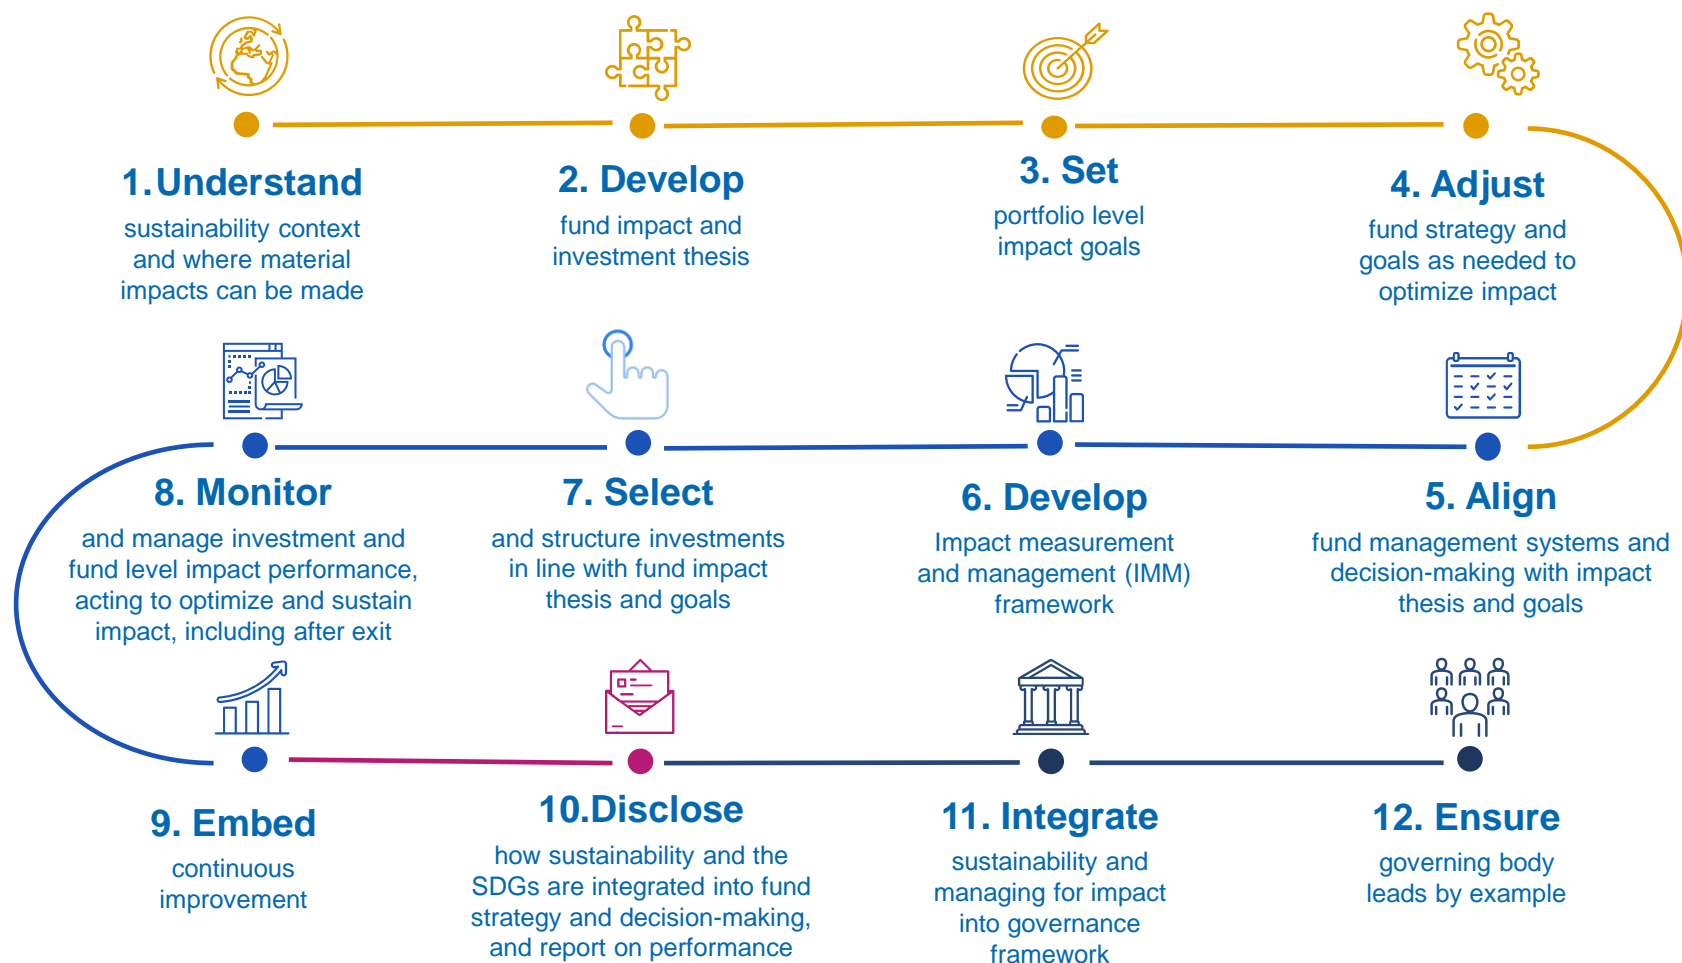 1.Understand
sustainability context
and where material
impacts can be made
2. Develop
fund impact and
investment thesis
3. Set
portfolio level
impact goals
4. Adjust
fund strategy and
goals as needed to
optimize impact
5. Align
fund management systems and
decision-making with impact
thesis and goals
6. Develop
Impact measurement
and management (IMM)
framework
7. Select
and structure investments
in line with fund impact
thesis and goals
8. Monitor
and manage investment and
fund level impact performance,
acting to optimize and sustain
impact, including after exit
9. Embed
continuous
improvement
10.Disclose
how sustainability and the
SDGs are integrated into fund
strategy and decision-making,
and report on performance
11. Integrate
sustainability and
managing for impact
into governance
framework
12. Ensure
governing body
leads by example